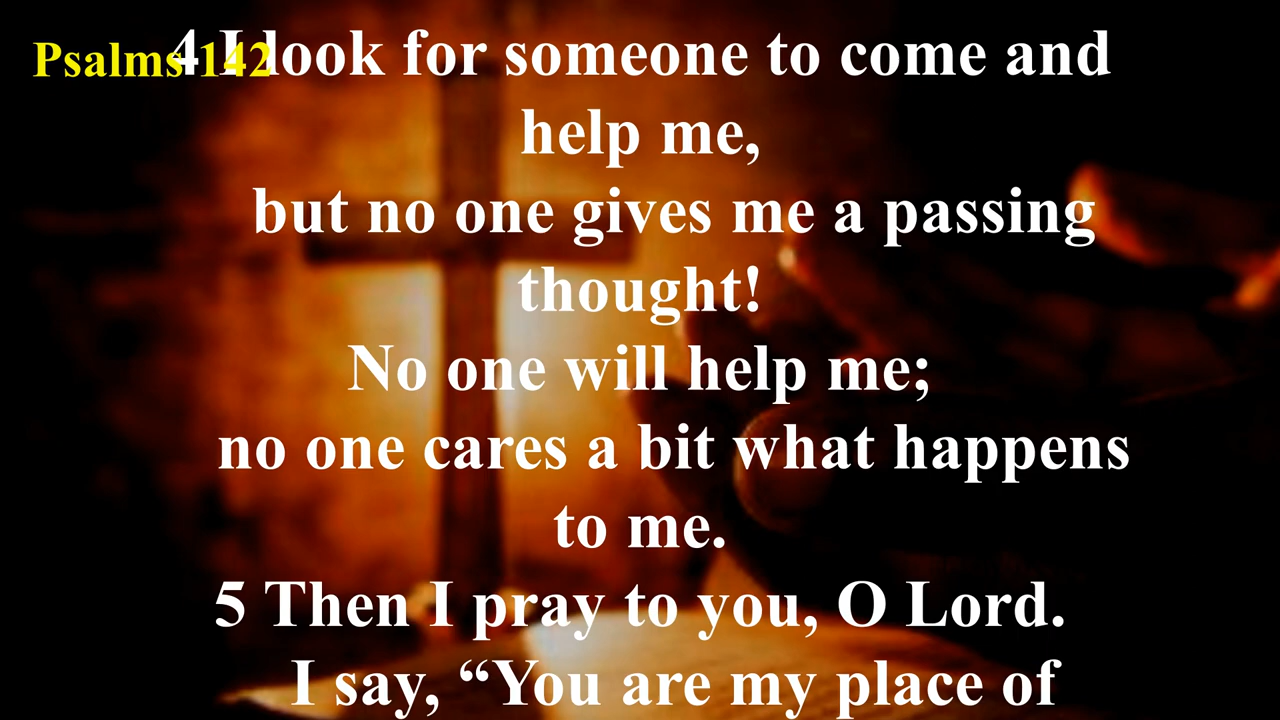 Psalms 142
4 I look for someone to come and
help me,
but no one gives me a passing
thought!
No one will help me;
no one cares a bit what happens
to me.
5 Then I pray to you, O Lord.
I say, “You are my place of